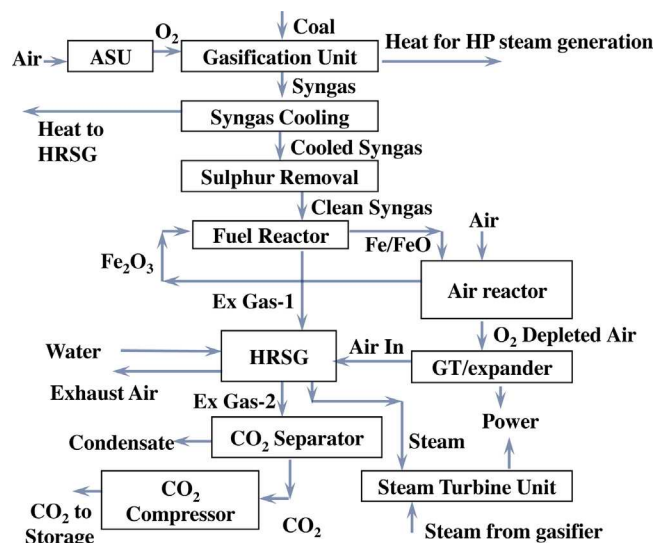 Coal
O₂
Air
ASU
Gasification Unit
Heat for HP steam generation
Syngas
Syngas Cooling
Heat to
HRSG
Cooled Syngas
Sulphur Removal
Clean Syngas
Air
Fuel Reactor
Fe/FeO
Fe₂O₃
Air reactor
Ex Gas-1
O₂ Depleted Air
Water
HRSG
Air In
GT/expander
Exhaust Air
Ex Gas-2
Power
CO₂ Separator
Condensate
Steam
CO₂
Compressor
Steam Turbine Unit
CO₂ to
Storage
CO₂
Steam from gasifier